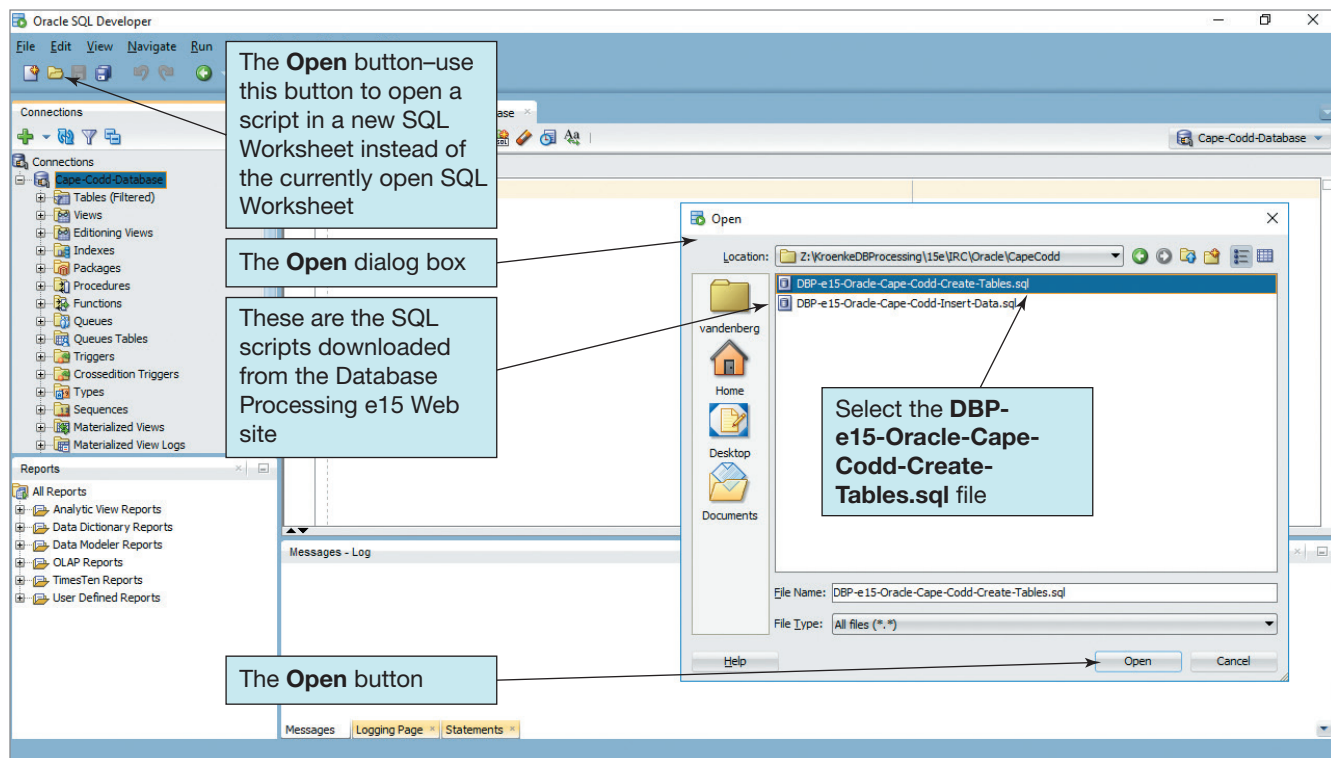 Oracle SQL Developer
File Edit View Navigate Run
Connections
Connections
Cape-Codd-Database
Tables (Filtered)
Views
Editioning Views
Indexes
Packages
Procedures
Functions
Queues
Queues Tables
Triggers
Crossedition Triggers
Types
Sequences
Materialized Views
Materialized View Logs
Reports
All Reports
Analytic View Reports
Data Dictionary Reports
Data Modeler Reports
OLAP Reports
TimesTen Reports
User Defined Reports
The Open button–use
this button to open a
script in a new SQL
Worksheet instead of
the currently open SQL
Worksheet
The Open dialog box
These are the SQL
scripts downloaded
from the Database
Processing e15 Web
site
The Open button
ase
Aa
Cape-Codd-Database
Open
Location: Z:\KroenkeDBProcessing\15e\IRC\Oracle\CapeCodd
vandenberg
Home
Desktop
Documents
DBP-e15-Oracle-Cape-Codd-Create-Tables.sql
DBP-e15-Oracle-Cape-Codd-Insert-Data.sql
Select the DBP-
e15-Oracle-Cape-
Codd-Create-
Tables.sql file
File Name: DBP-e15-Oracle-Cape-Codd-Create-Tables.sql
File Type: All files (*.*)
Help Open Cancel
Messages - Log
Messages Logging Page Statements